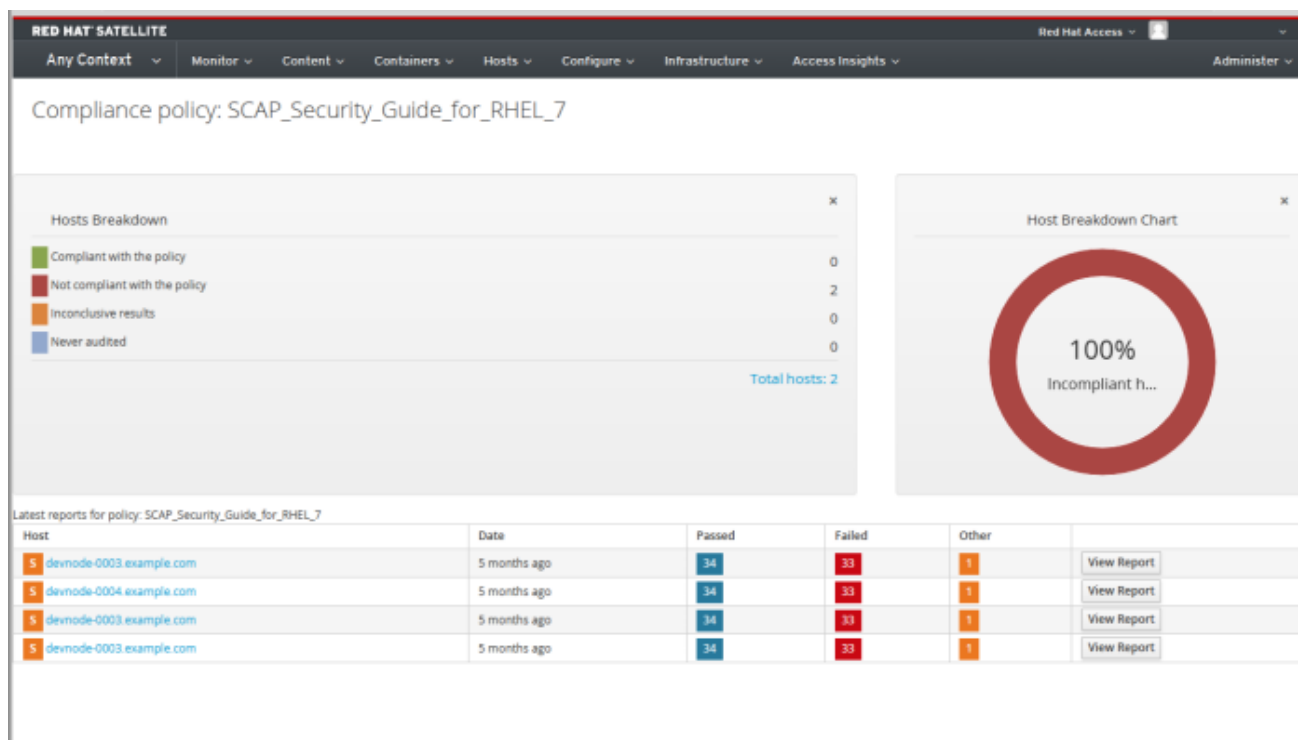 RED HAT SATELLITE
Red Hat Access
Any Context Monitor Content Containers Hosts Configure Infrastructure Access Insights Administer
Compliance policy: SCAP_Security_Guide_for_RHEL_7
Hosts Breakdown
Compliant with the policy 0
Not compliant with the policy 2
Inconclusive results 0
Never audited 0
Total hosts: 2
Host Breakdown Chart
100%
Incompliant h...
Latest reports for policy: SCAP_Security_Guide_for_RHEL_7
Host Date Passed Failed Other
S devnode-0003.example.com 5 months ago 34 33 1 View Report
S devnode-0004.example.com 5 months ago 34 33 1 View Report
S devnode-0003.example.com 5 months ago 34 33 1 View Report
S devnode-0003.example.com 5 months ago 34 33 1 View Report